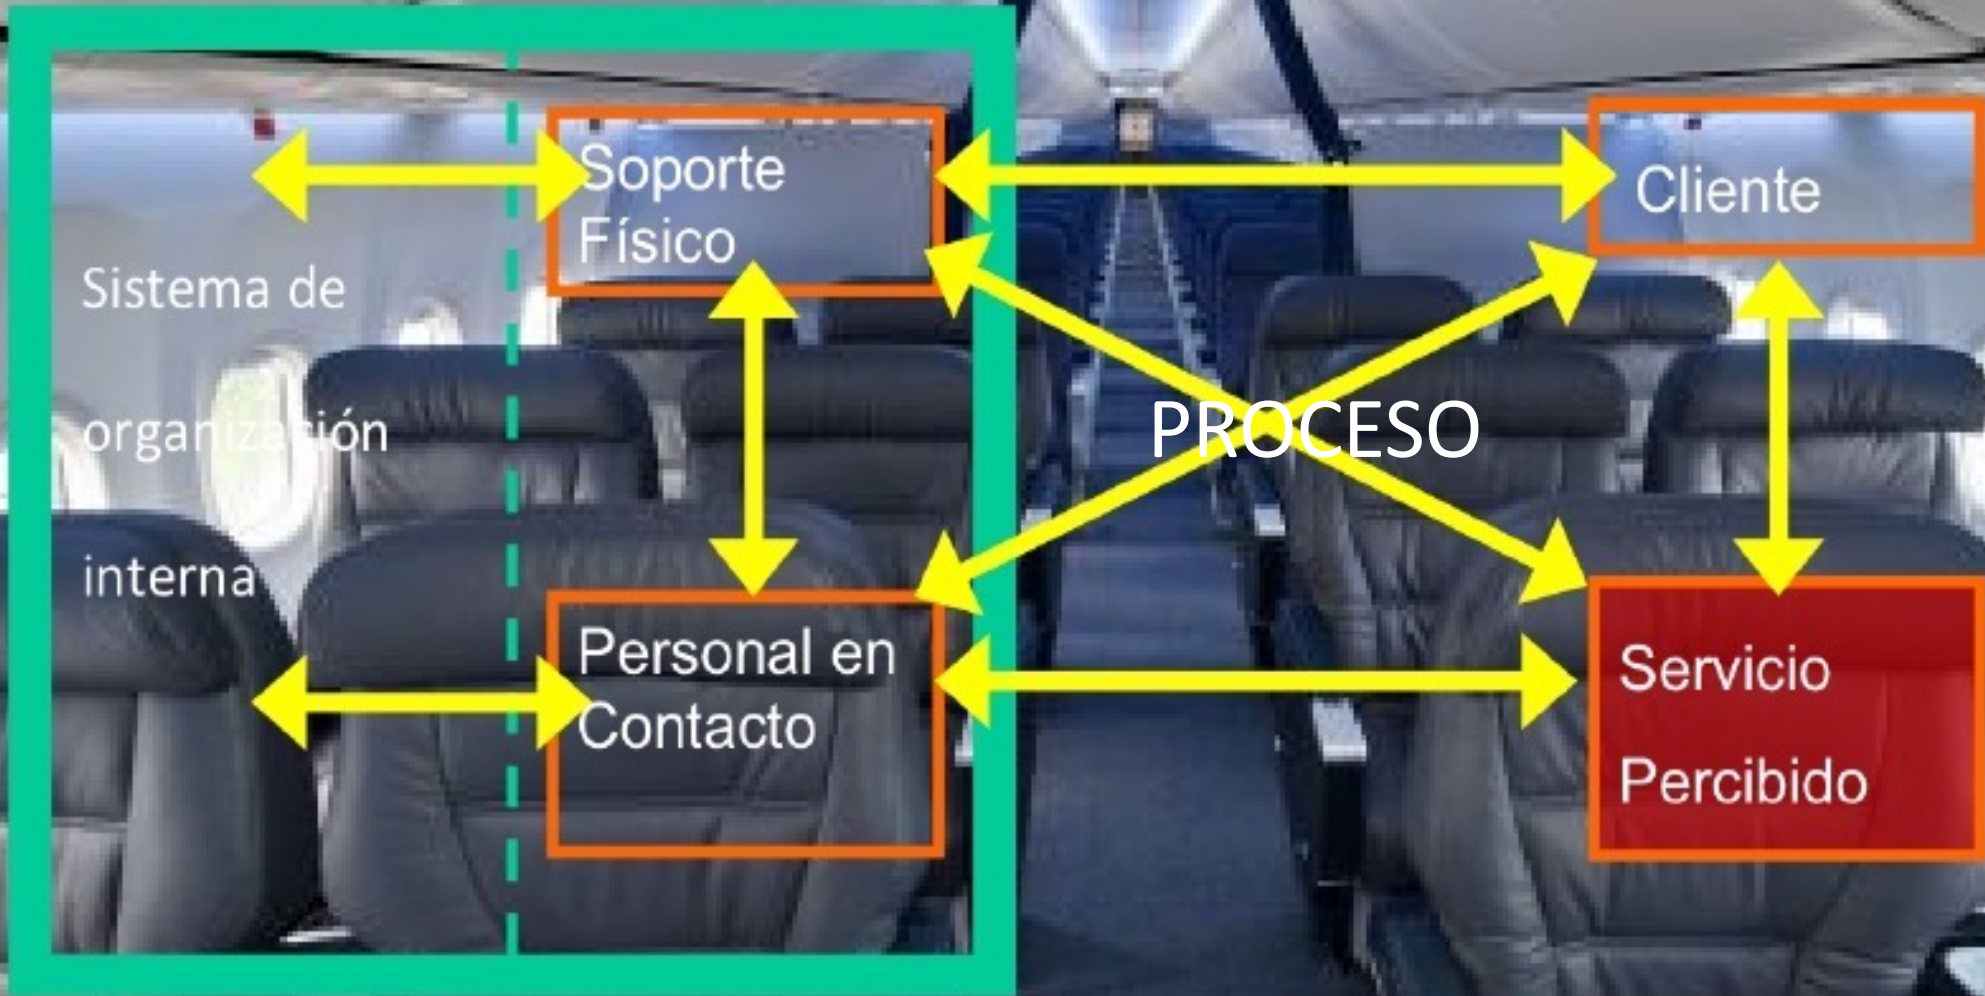 Soporte
Físico
Cliente
Sistema de
organización
interna
PROCESO
Personal en
Contacto
Servicio
Percibido